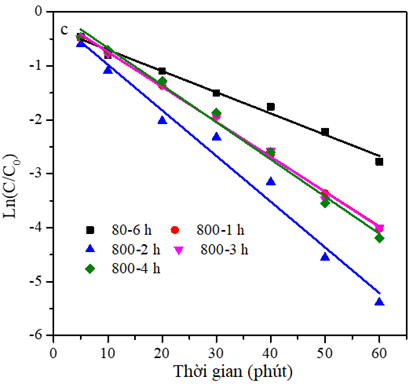 c
Ln(C/C₀)
0
-1
-2
-3
-4
-5
-6
80-6 h 800-1 h
800-2 h 800-3 h
800-4 h
0 10 20 30 40 50 60
Thời gian (phút)